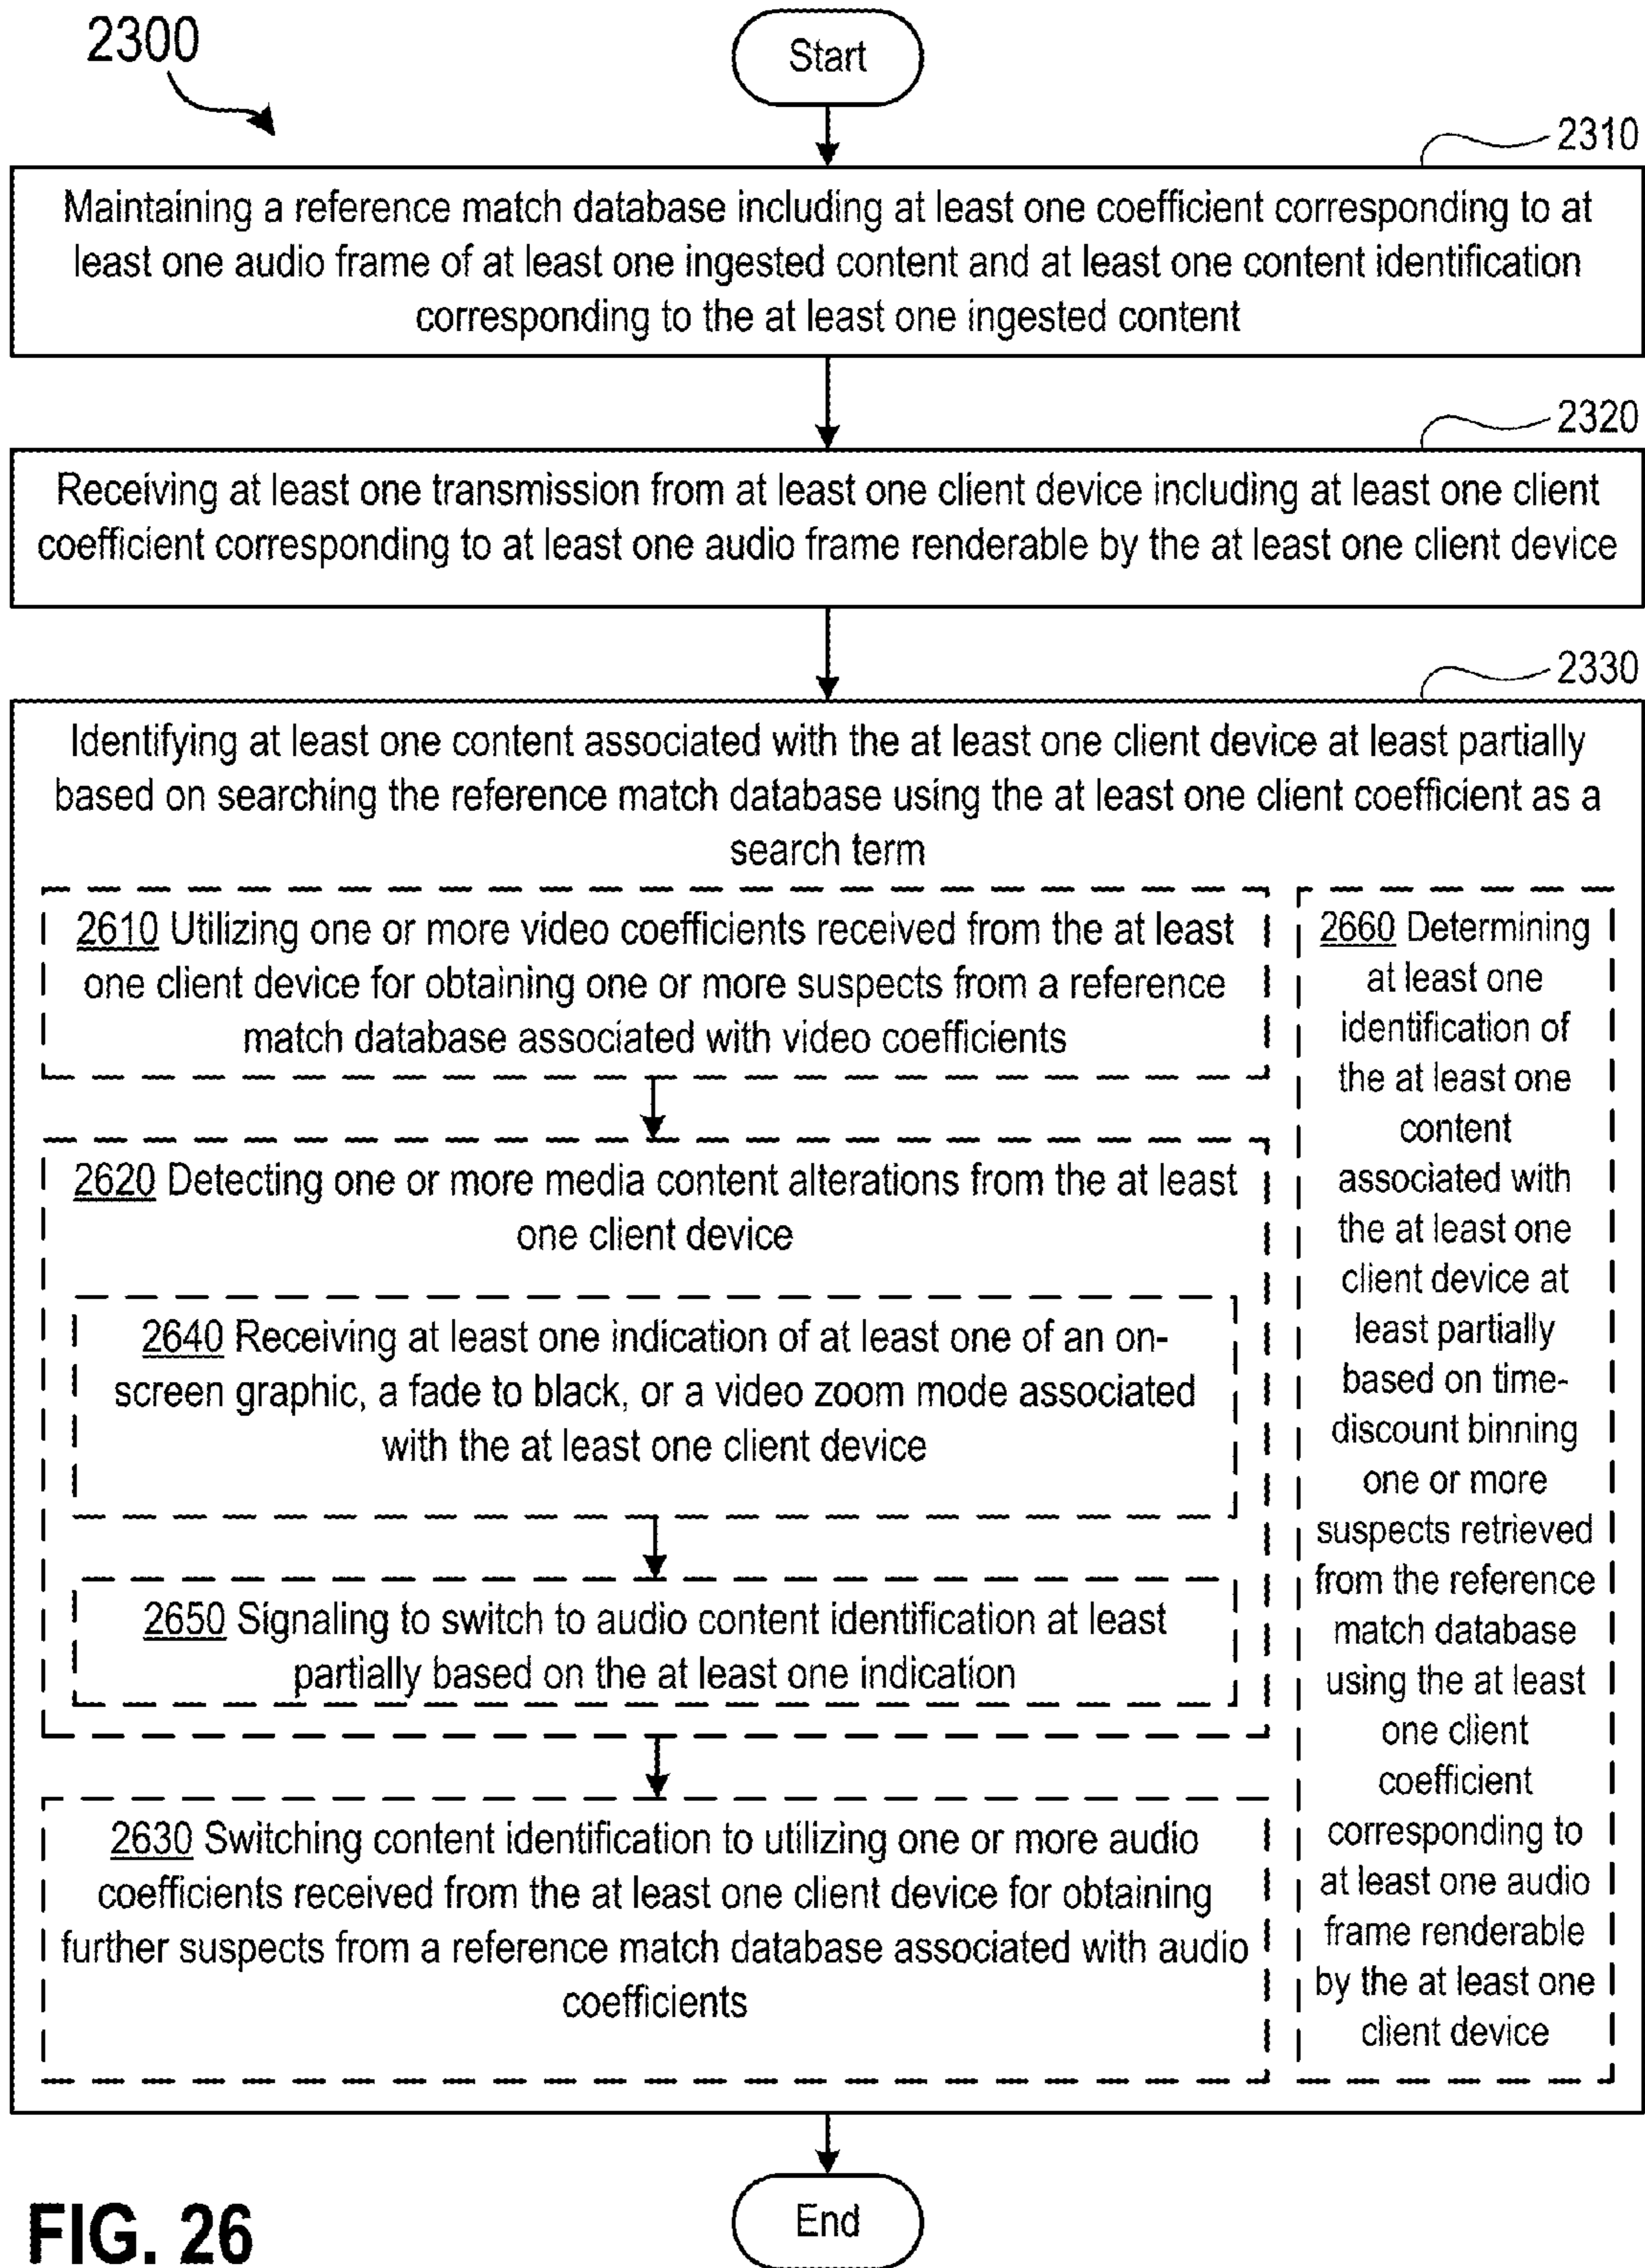 2300
Start
2310
Maintaining a reference match database including at least one coefficient corresponding to at
least one audio frame of at least one ingested content and at least one content identification
corresponding to the at least one ingested content
2320
Receiving at least one transmission from at least one client device including at least one client
coefficient corresponding to at least one audio frame renderable by the at least one client device
2330
Identifying at least one content associated with the at least one client device at least partially
based on searching the reference match database using the at least one client coefficient as a
search term
2610 Utilizing one or more video coefficients received from the at least
one client device for obtaining one or more suspects from a reference
match database associated with video coefficients
2620 Detecting one or more media content alterations from the at least
one client device
2640 Receiving at least one indication of at least one of an on-
screen graphic, a fade to black, or a video zoom mode associated
with the at least one client device
2650 Signaling to switch to audio content identification at least
partially based on the at least one indication
2630 Switching content identification to utilizing one or more audio
coefficients received from the at least one client device for obtaining
further suspects from a reference match database associated with audio
coefficients
2660 Determining
at least one
identification of
the at least one
content
associated with
the at least one
client device at
least partially
based on time-
discount binning
one or more
suspects retrieved
from the reference
match database
using the at least
one client
coefficient
corresponding to
at least one audio
frame renderable
by the at least one
client device
End
FIG. 26